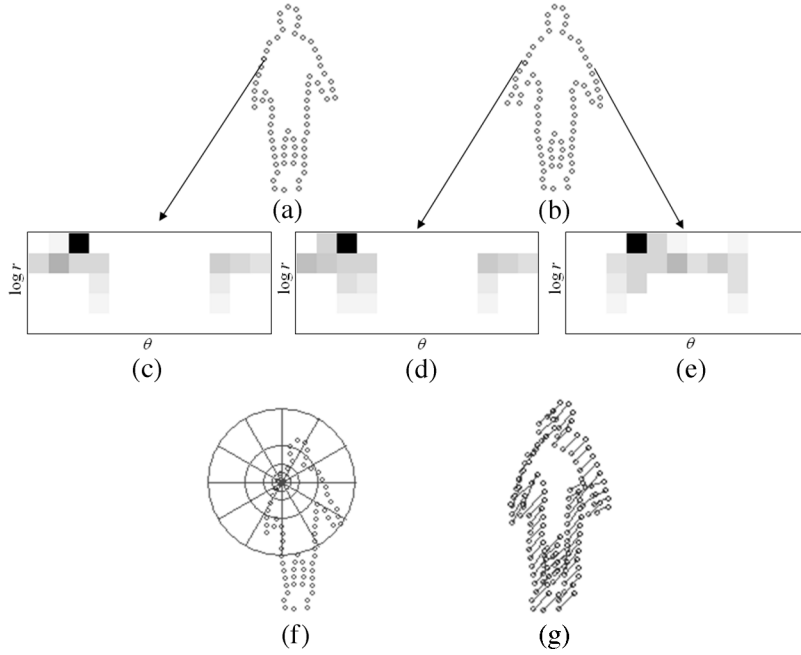 (a) (b)
log r log r log r
θ θ θ
(c) (d) (e)
(f) (g)